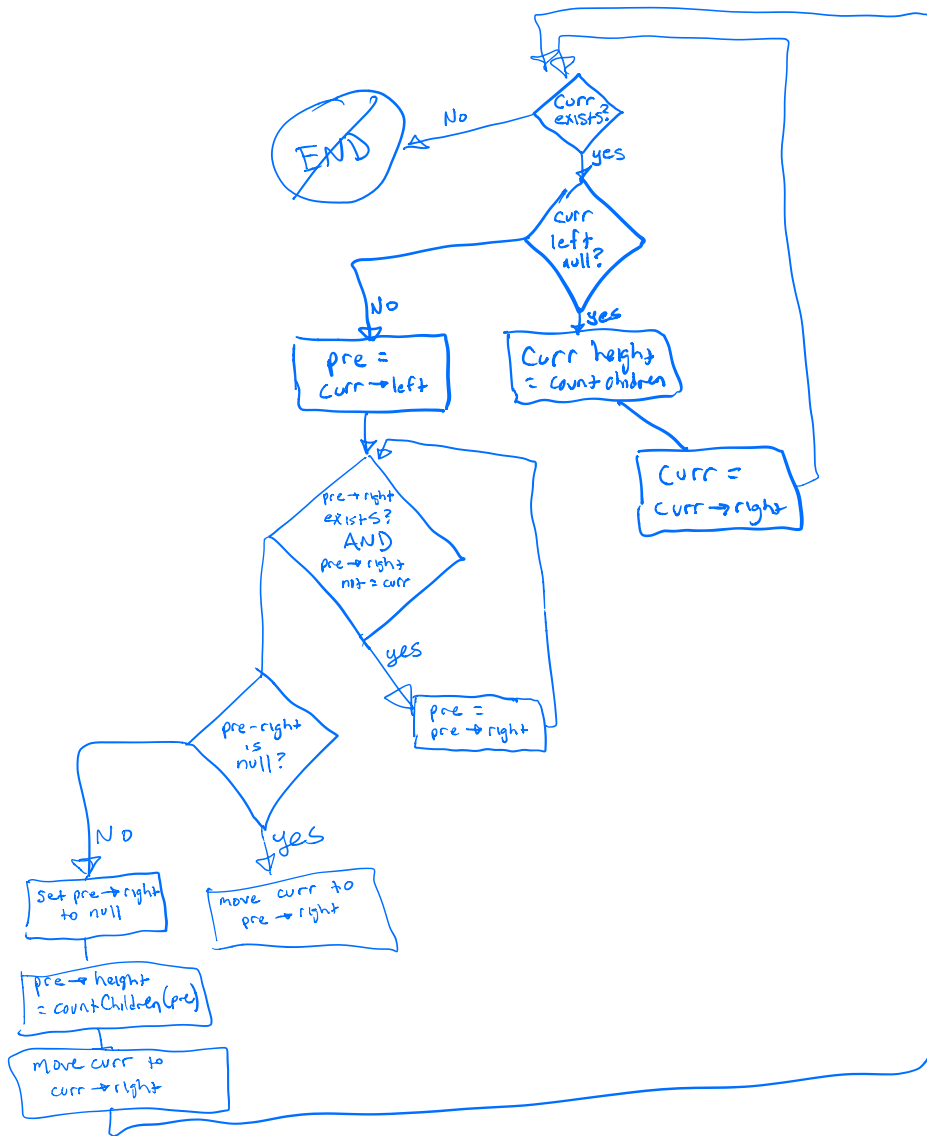 Curr
exists?
No
END
yes
Curr
left
null?
No
yes
pre =
curr→left
Curr height
= count children
Curr =
curr→right
pre→right
exists?
AND
pre→right
not = curr
yes
pre =
pre→right
pre-right
is
null?
No
yes
set pre→right
to null
move curr to
pre→right
pre→height
= countChildren(pre)
move curr to
curr→right